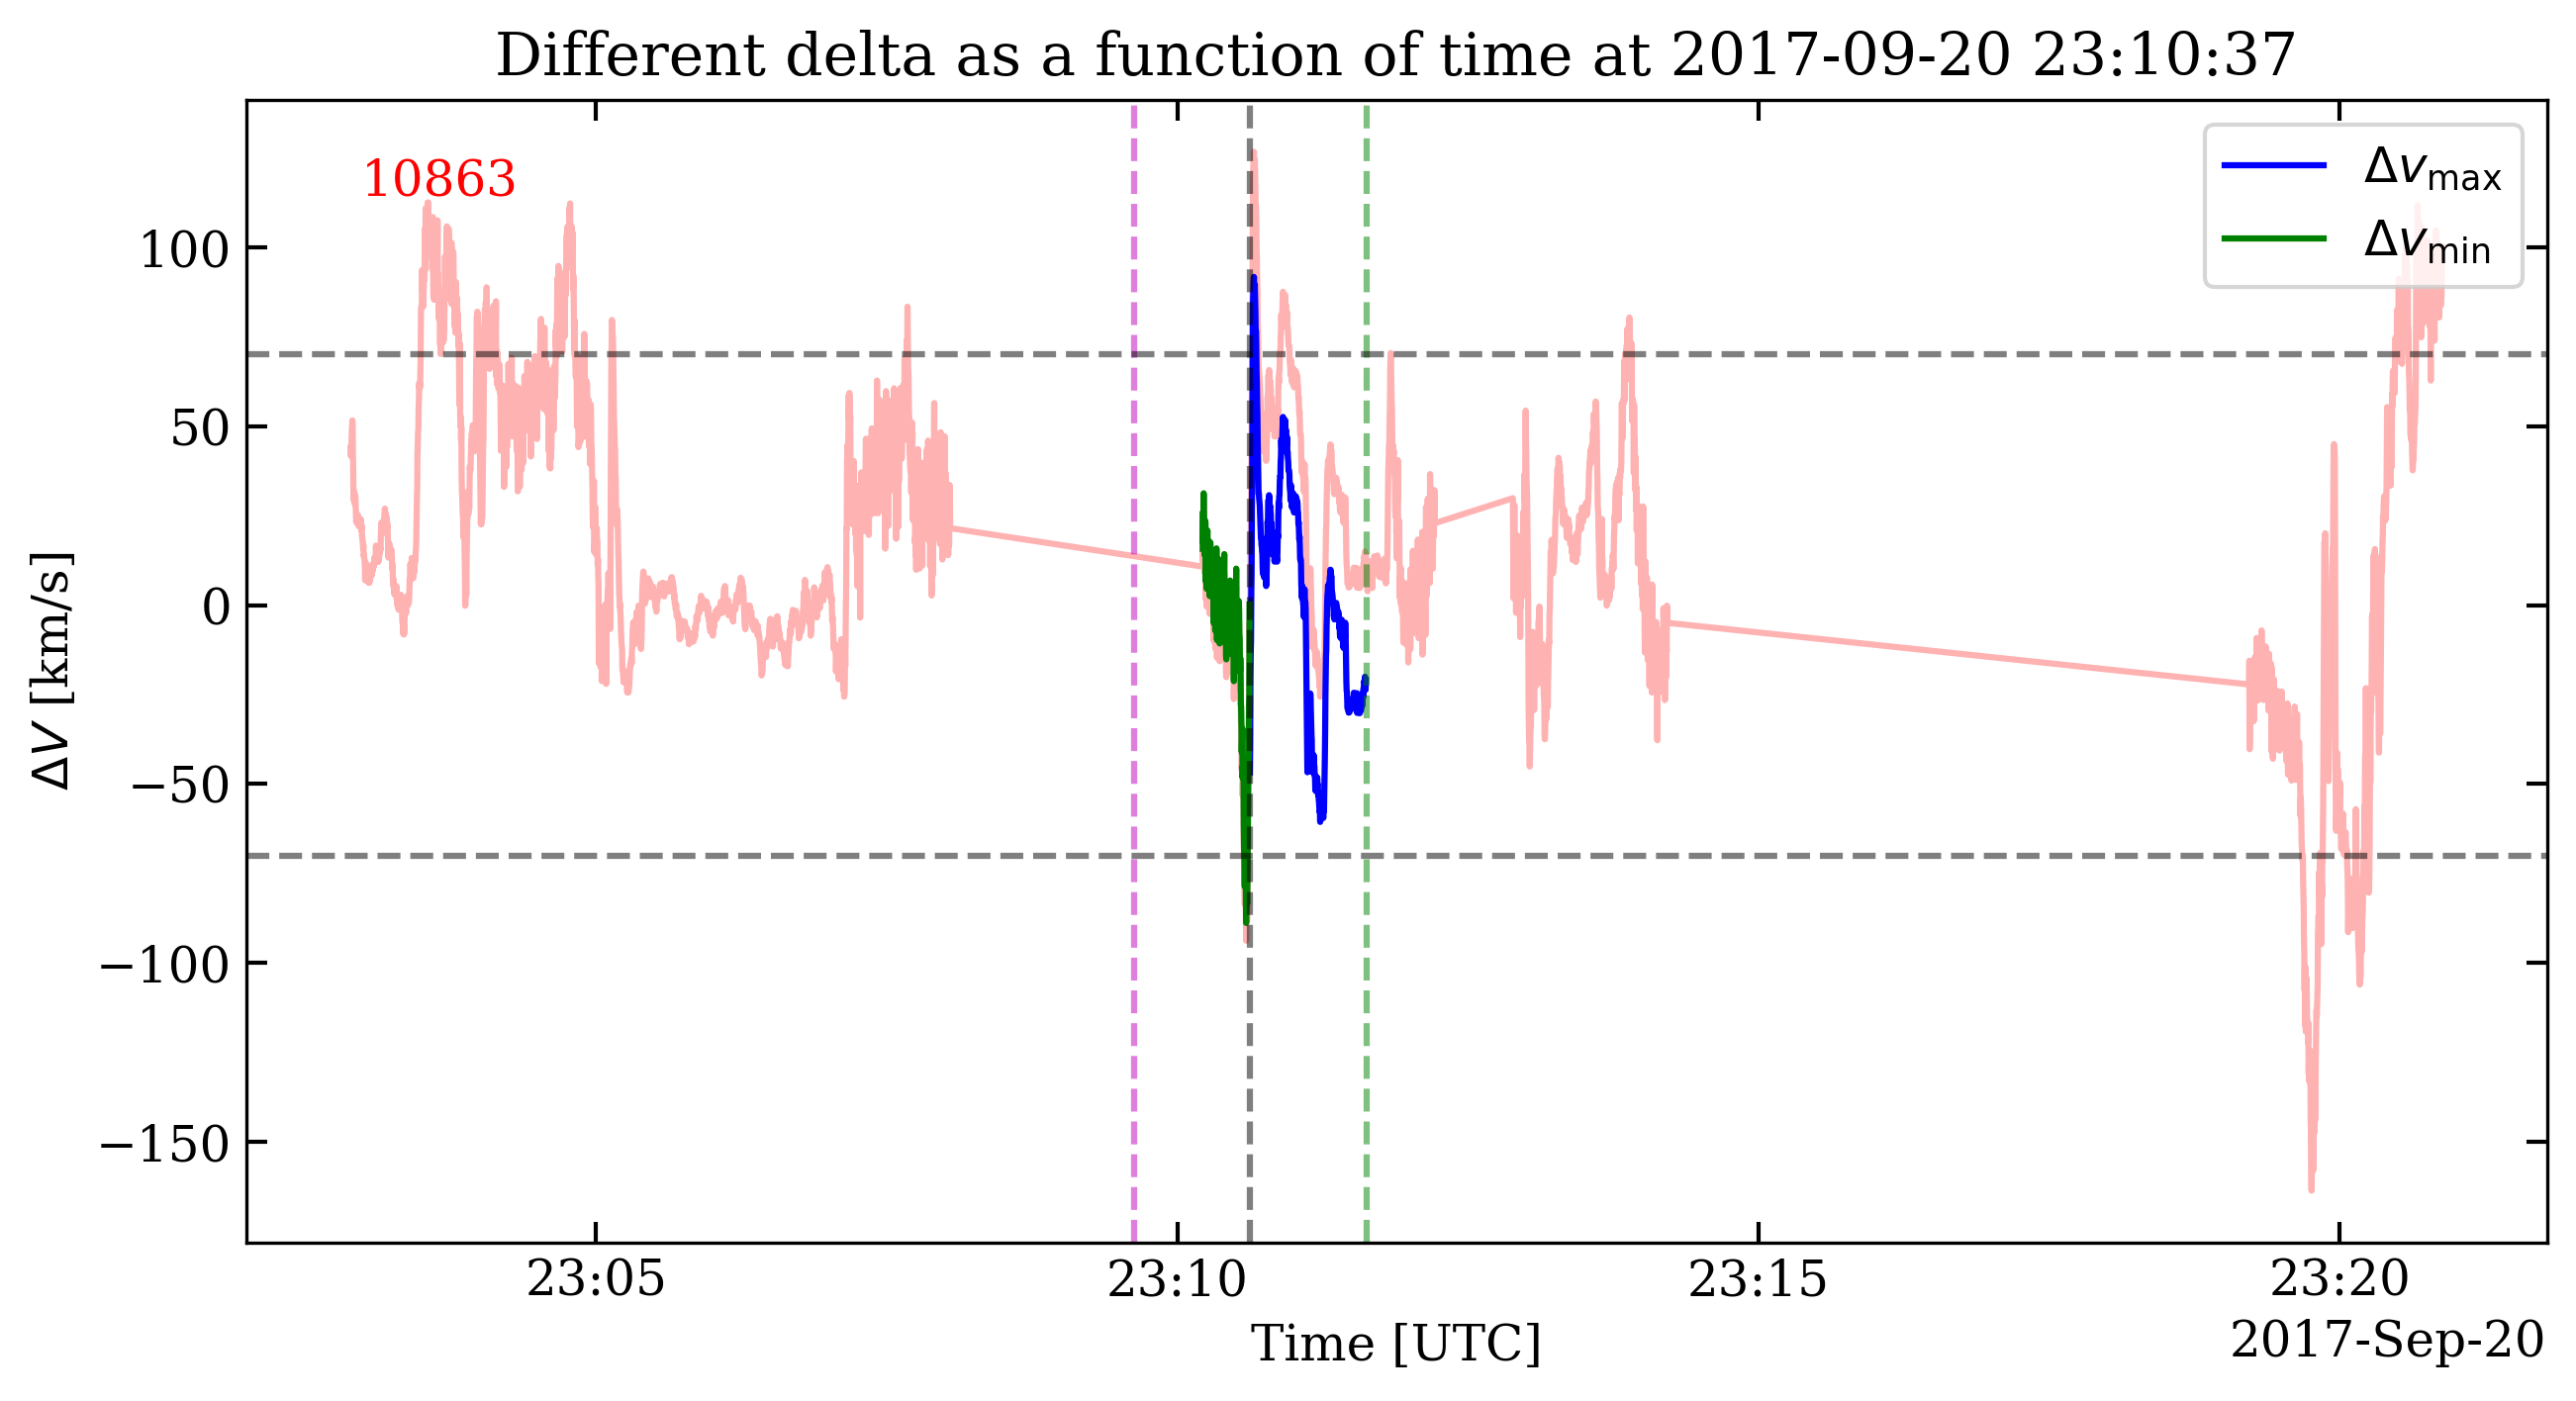 Different delta as a function of time at 2017-09-20 23:10:37
10863
Δv_max
Δv_min
ΔV [km/s]
100
50
0
−50
−100
−150
23:05
23:10
23:15
23:20
Time [UTC]
2017-Sep-20